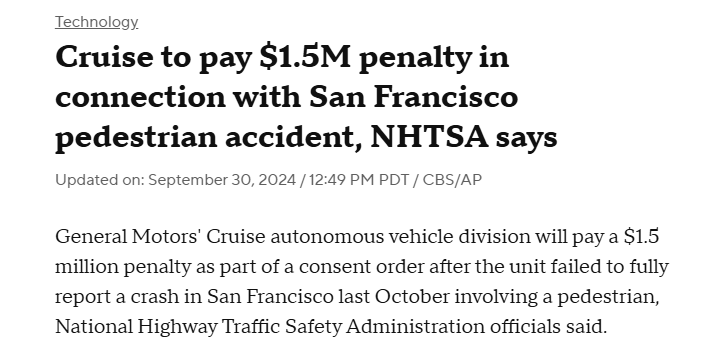 Technology
Cruise to pay $1.5M penalty in
connection with San Francisco
pedestrian accident, NHTSA says
Updated on: September 30, 2024 / 12:49 PM PDT / CBS/AP
General Motors' Cruise autonomous vehicle division will pay a $1.5
million penalty as part of a consent order after the unit failed to fully
report a crash in San Francisco last October involving a pedestrian,
National Highway Traffic Safety Administration officials said.